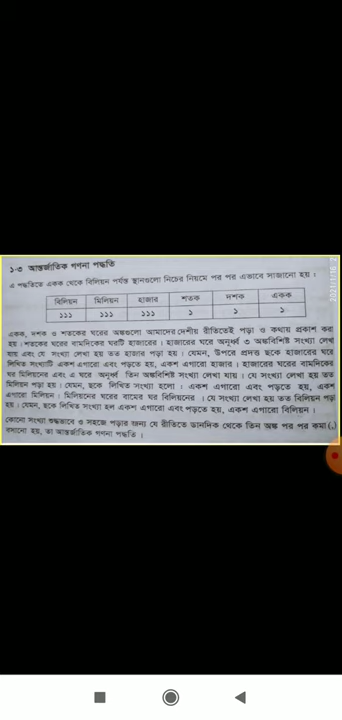 ১·৩ আন্তর্জাতিক গণনা পদ্ধতি
এ পদ্ধতিতে একক থেকে বিলিয়ন পর্যন্ত স্থানগুলো নিচের নিয়মে পর পর এভাবে সাজানো হয় :
বিলিয়ন মিলিয়ন হাজার শতক দশক একক
১১১ ১১১ ১১১ ১ ১ ১
একক, দশক ও শতকের ঘরের অঙ্কগুলো আমাদের দেশীয় রীতিতেই পড়া ও কথায় প্রকাশ করা
হয়। শতকের ঘরের বামদিকের ঘরটি হাজারের। হাজারের ঘরে অনূর্ধ্ব ৩ অঙ্কবিশিষ্ট সংখ্যা লেখা
যায় এবং যে সংখ্যা লেখা হয় তত হাজার পড়া হয়। যেমন, উপরে প্রদত্ত ছকে হাজারের ঘরে
লিখিত সংখ্যাটি একশ এগারো এবং পড়তে হয়, একশ এগারো হাজার। হাজারের ঘরের বামদিকের
ঘর মিলিয়নের এবং এ ঘরে অনূর্ধ্ব তিন অঙ্কবিশিষ্ট সংখ্যা লেখা যায়। যে সংখ্যা লেখা হয় তত
মিলিয়ন পড়া হয়। যেমন, ছকে লিখিত সংখ্যা হলো। একশ এগারো এবং পড়তে হয়, একশ
এগারো মিলিয়ন। মিলিয়নের ঘরের বামের ঘর বিলিয়নের । যে সংখ্যা লেখা হয় তত বিলিয়ন পড়া
হয়। যেমন, ছকে লিখিত সংখ্যা হল একশ এগারো এবং পড়তে হয়, একশ এগারো বিলিয়ন।
কোনো সংখ্যা শুদ্ধভাবে ও সহজে পড়ার জন্য যে রীতিতে ডানদিক থেকে তিন অঙ্ক পর পর কমা (,)
বসানো হয়, তা আন্তর্জাতিক গণনা পদ্ধতি ।
2021/1/16